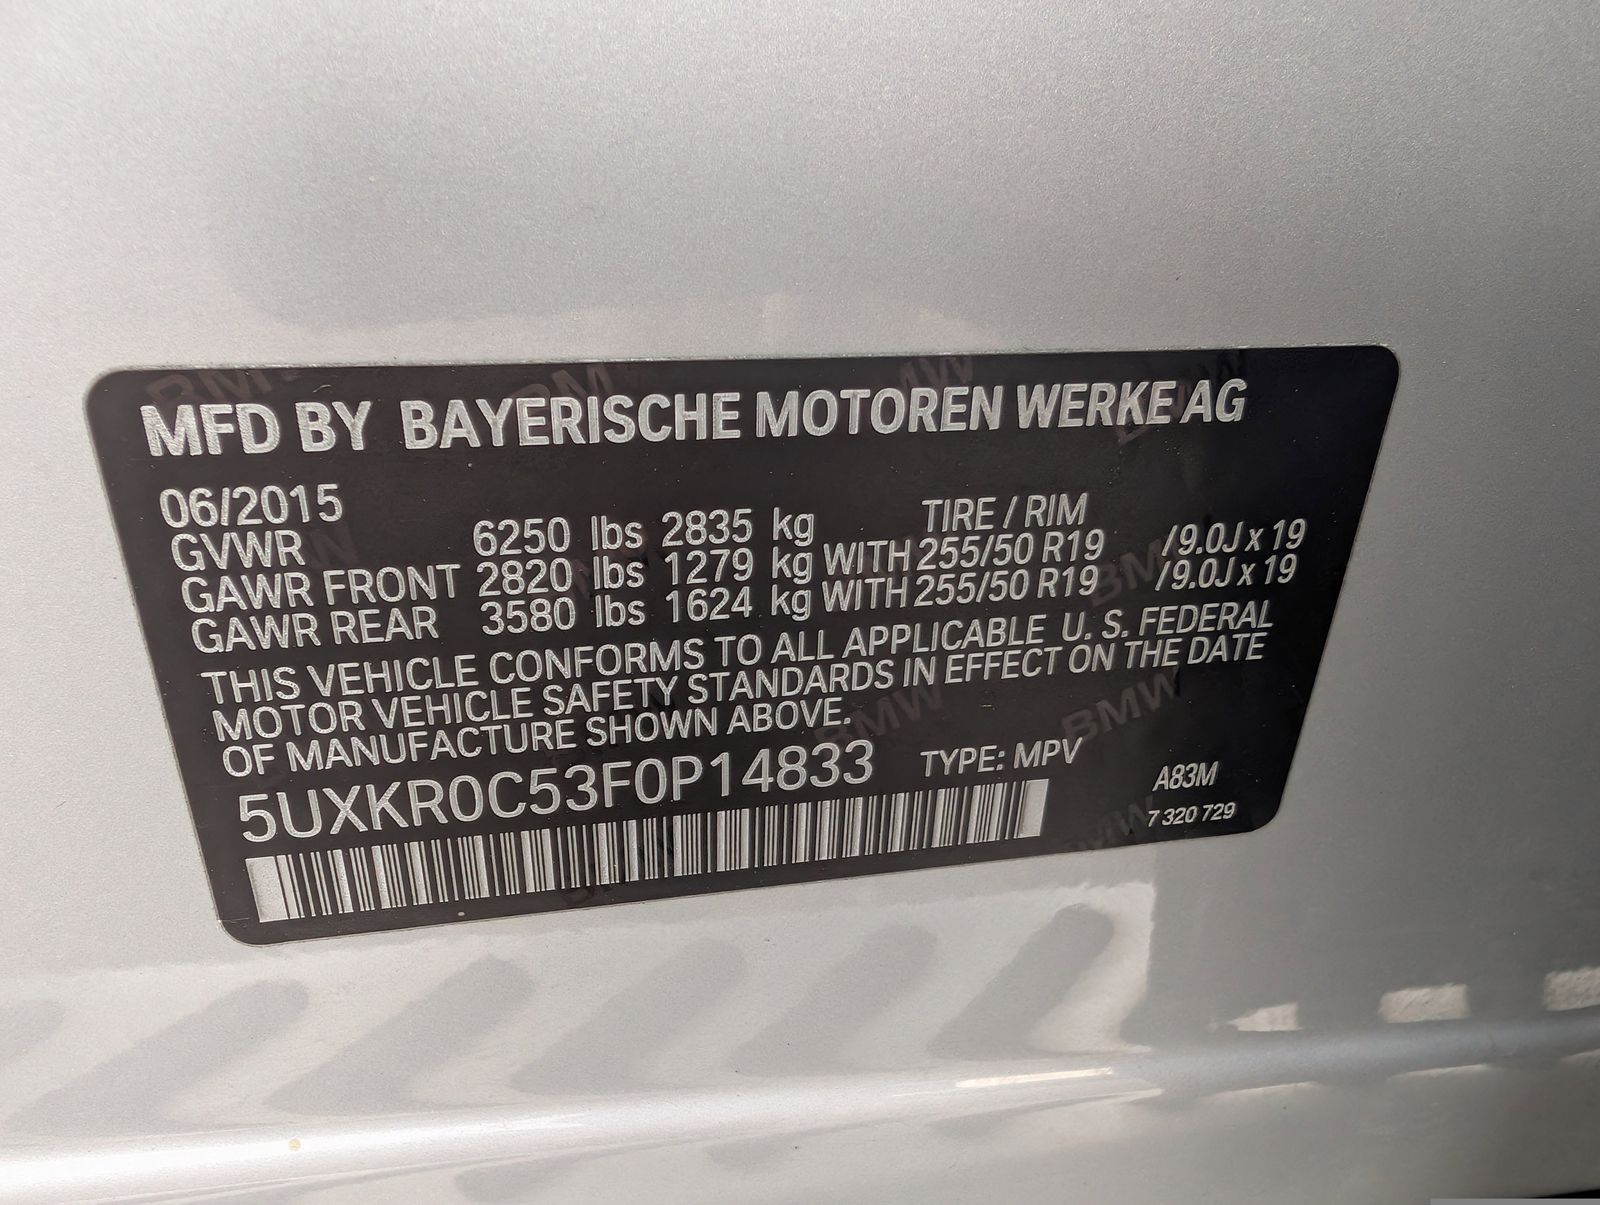 MFD BY BAYERISCHE MOTOREN WERKE AG
06/2015 TIRE / RIM
GVWR 6250 lbs 2835 kg
GAWR FRONT 2820 lbs 1279 kg WITH 255/50 R19 /9.0J x 19
GAWR REAR 3580 lbs 1624 kg WITH 255/50 R19 /9.0J x 19
THIS VEHICLE CONFORMS TO ALL APPLICABLE U. S. FEDERAL
MOTOR VEHICLE SAFETY STANDARDS IN EFFECT ON THE DATE
OF MANUFACTURE SHOWN ABOVE.
5UXKR0C53F0P14833 TYPE: MPV
A83M
7 320 729